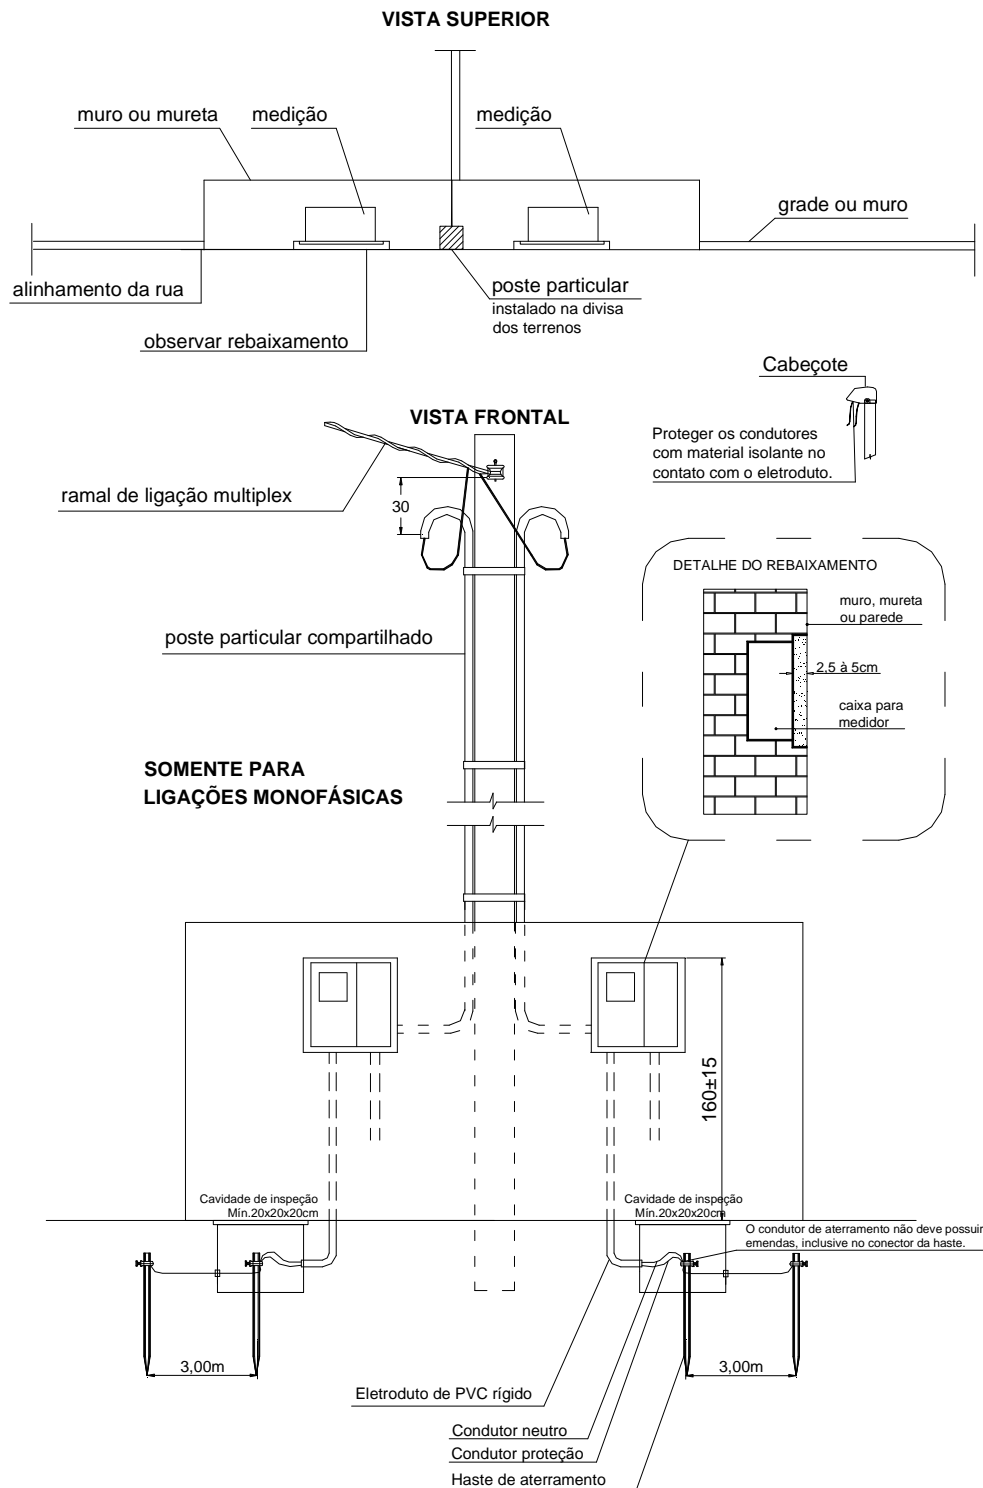 VISTA SUPERIOR
muro ou mureta
medição
medição
grade ou muro
alinhamento da rua
poste particular
instalado na divisa
dos terrenos
observar rebaixamento
Cabeçote
VISTA FRONTAL
Proteger os condutores
com material isolante no
contato com o eletroduto.
ramal de ligação multiplex
30
DETALHE DO REBAIXAMENTO
muro, mureta
ou parede
poste particular compartilhado
2,5 à 5cm
caixa para
medidor
SOMENTE PARA
LIGAÇÕES MONOFÁSICAS
160±15
Cavidade de inspeção
Mín.20x20x20cm
Cavidade de inspeção
Mín.20x20x20cm
O condutor de aterramento não deve possuir
emendas, inclusive no conector da haste.
3,00m
3,00m
Eletroduto de PVC rígido
Condutor neutro
Condutor proteção
Haste de aterramento